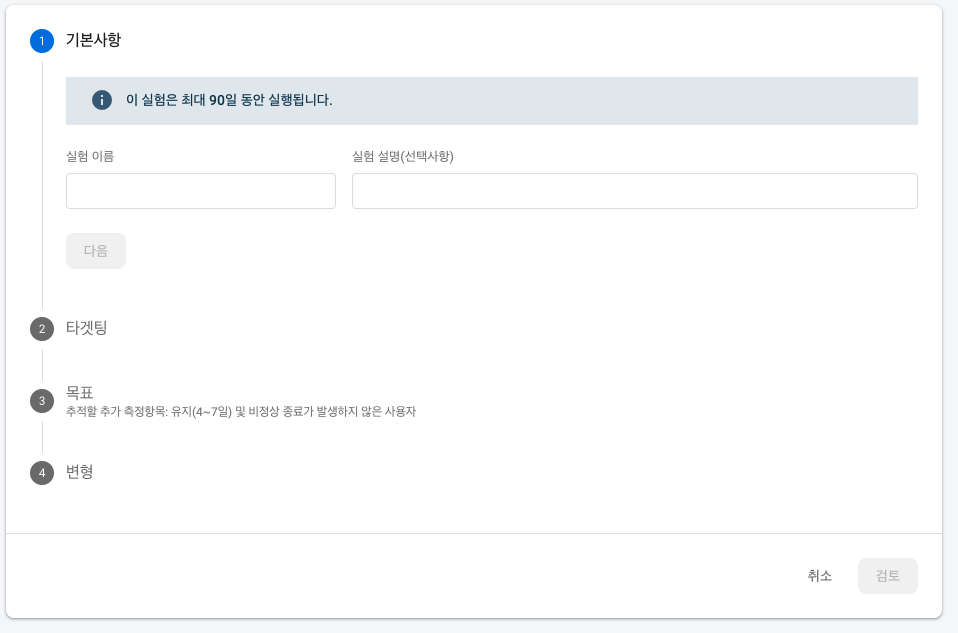 1 기본사항
이 실험은 최대 90일 동안 실행됩니다.
실험 이름 실험 설명(선택사항)
다음
2 타겟팅
3 목표
추적할 추가 측정항목: 유지(4~7일) 및 비정상 종료가 발생하지 않은 사용자
4 변형
취소 검토